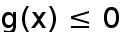 g(x) ≤ 0